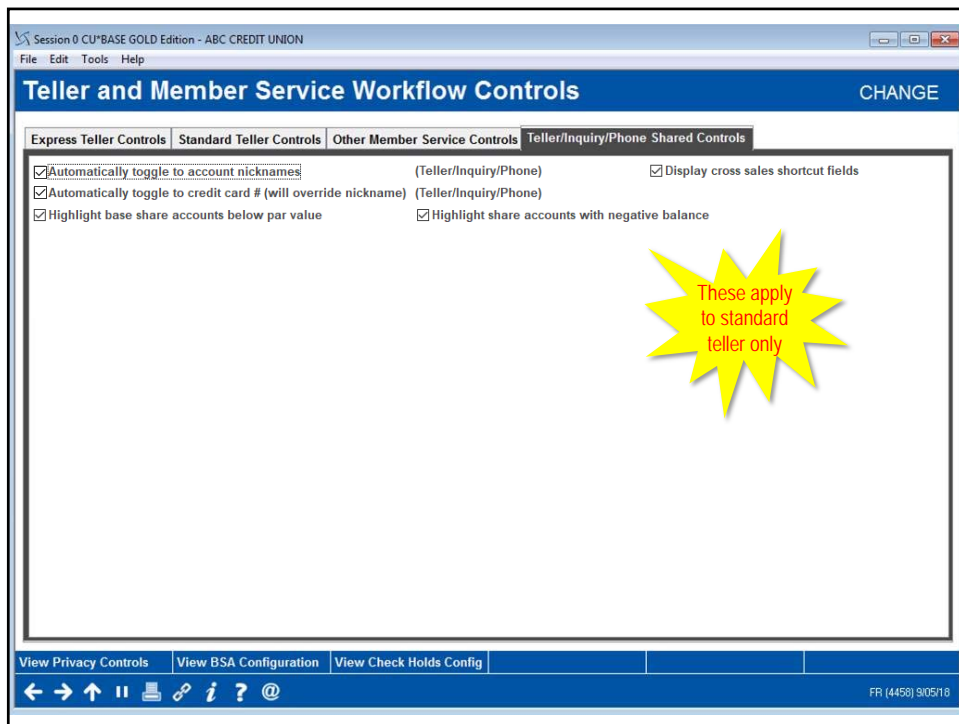 Session 0 CU*BASE GOLD Edition - ABC CREDIT UNION
File Edit Tools Help
Teller and Member Service Workflow Controls CHANGE
Express Teller Controls Standard Teller Controls Other Member Service Controls Teller/Inquiry/Phone Shared Controls
Automatically toggle to account nicknames (Teller/Inquiry/Phone) Display cross sales shortcut fields
Automatically toggle to credit card # (will override nickname) (Teller/Inquiry/Phone)
Highlight base share accounts below par value Highlight share accounts with negative balance
These apply
to standard
teller only
View Privacy Controls View BSA Configuration View Check Holds Config
FR (4458) 9/05/18